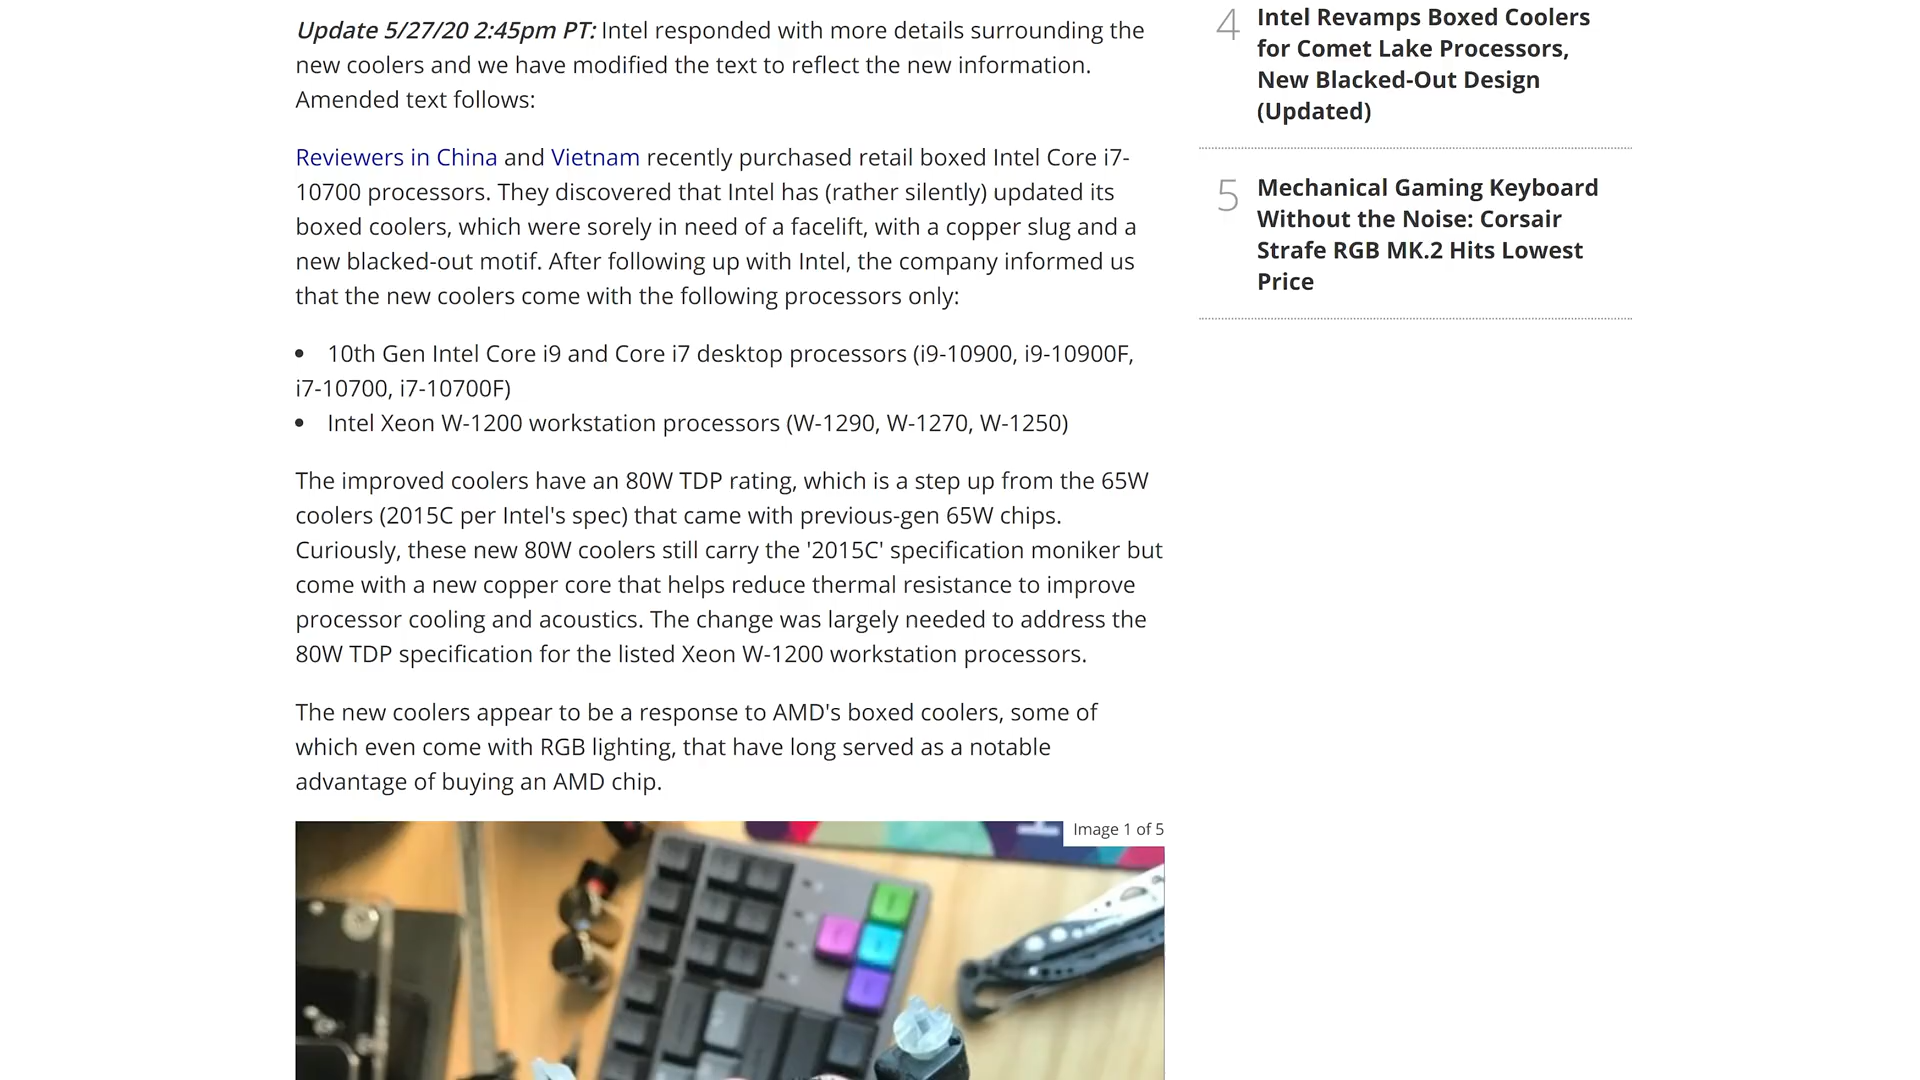 Update 5/27/20 2:45pm PT: Intel responded with more details surrounding the
new coolers and we have modified the text to reflect the new information.
Amended text follows:
Reviewers in China and Vietnam recently purchased retail boxed Intel Core i7-
10700 processors. They discovered that Intel has (rather silently) updated its
boxed coolers, which were sorely in need of a facelift, with a copper slug and a
new blacked-out motif. After following up with Intel, the company informed us
that the new coolers come with the following processors only:
• 10th Gen Intel Core i9 and Core i7 desktop processors (i9-10900, i9-10900F,
i7-10700, i7-10700F)
• Intel Xeon W-1200 workstation processors (W-1290, W-1270, W-1250)
The improved coolers have an 80W TDP rating, which is a step up from the 65W
coolers (2015C per Intel's spec) that came with previous-gen 65W chips.
Curiously, these new 80W coolers still carry the '2015C' specification moniker but
come with a new copper core that helps reduce thermal resistance to improve
processor cooling and acoustics. The change was largely needed to address the
80W TDP specification for the listed Xeon W-1200 workstation processors.
The new coolers appear to be a response to AMD's boxed coolers, some of
which even come with RGB lighting, that have long served as a notable
advantage of buying an AMD chip.
Image 1 of 5
4
Intel Revamps Boxed Coolers
for Comet Lake Processors,
New Blacked-Out Design
(Updated)
5
Mechanical Gaming Keyboard
Without the Noise: Corsair
Strafe RGB MK.2 Hits Lowest
Price